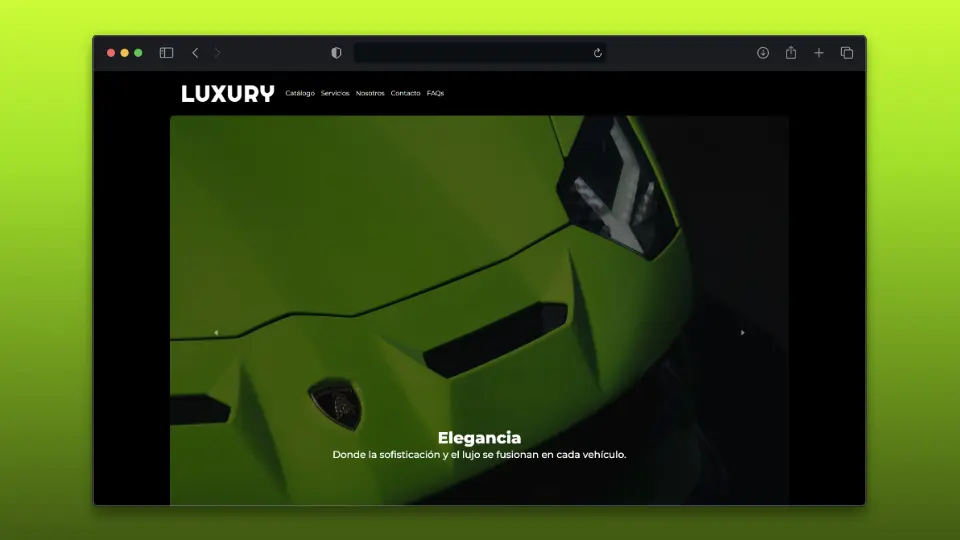 LUXURY
Catálogo Servicios Nosotros Contacto FAQs
Elegancia
Donde la sofisticación y el lujo se fusionan en cada vehículo.